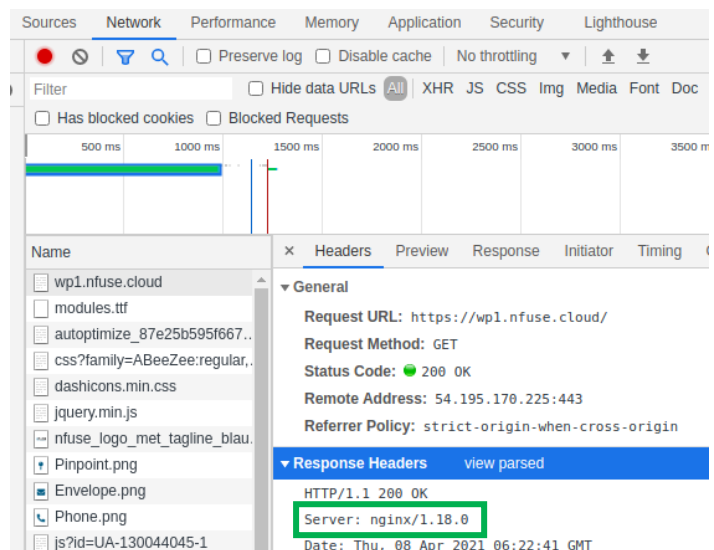 Sources Network Performance Memory Application Security Lighthouse
Preserve log Disable cache No throttling
Filter Hide data URLs All XHR JS CSS Img Media Font Doc
Has blocked cookies Blocked Requests
500 ms 1000 ms 1500 ms 2000 ms 2500 ms 3000 ms 3500 m
Name
wp1.nfuse.cloud
modules.ttf
autoptimize_87e25b595f667..
css?family=ABeeZee:regular,.
dashicons.min.css
jquery.min.js
nfuse_logo_met_tagline_blau.
Pinpoint.png
Envelope.png
Phone.png
js?id=UA-130044045-1
× Headers Preview Response Initiator Timing
General
Request URL: https://wp1.nfuse.cloud/
Request Method: GET
Status Code: 200 OK
Remote Address: 54.195.170.225:443
Referrer Policy: strict-origin-when-cross-origin
Response Headers view parsed
HTTP/1.1 200 OK
Server: nginx/1.18.0
Date: Thu, 08 Apr 2021 06:22:41 GMT